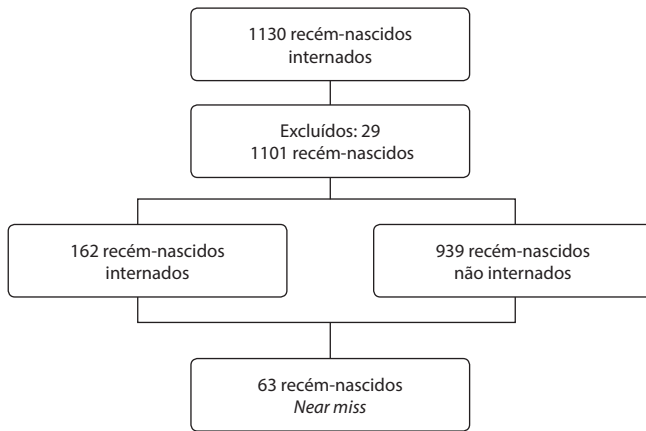 1130 recém-nascidos
internados
Excluídos: 29
1101 recém-nascidos
162 recém-nascidos
internados
939 recém-nascidos
não internados
63 recém-nascidos
Near miss